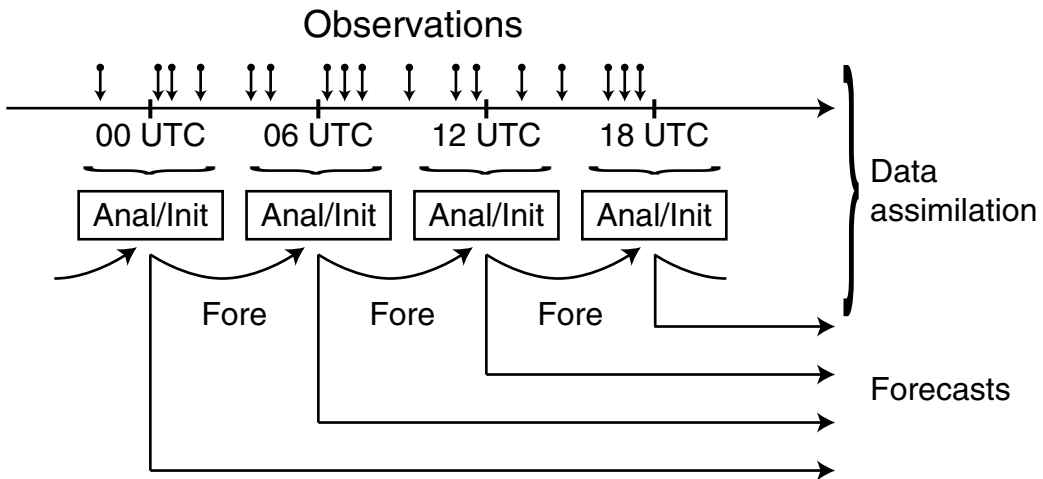 Observations
00 UTC 06 UTC 12 UTC 18 UTC
Anal/Init Anal/Init Anal/Init Anal/Init
Data
assimilation
Fore Fore Fore
Forecasts